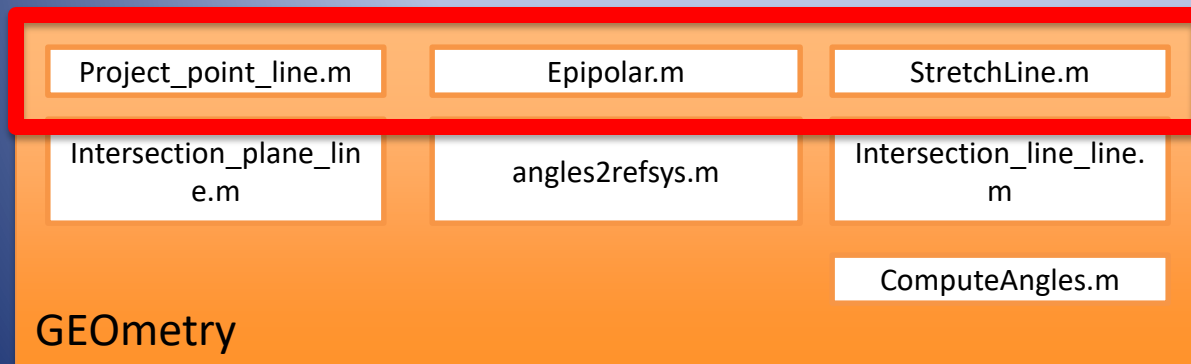 Project_point_line.m
Epipolar.m
StretchLine.m
Intersection_plane_lin
e.m
angles2refsys.m
Intersection_line_line.
m
ComputeAngles.m
GEOmetry